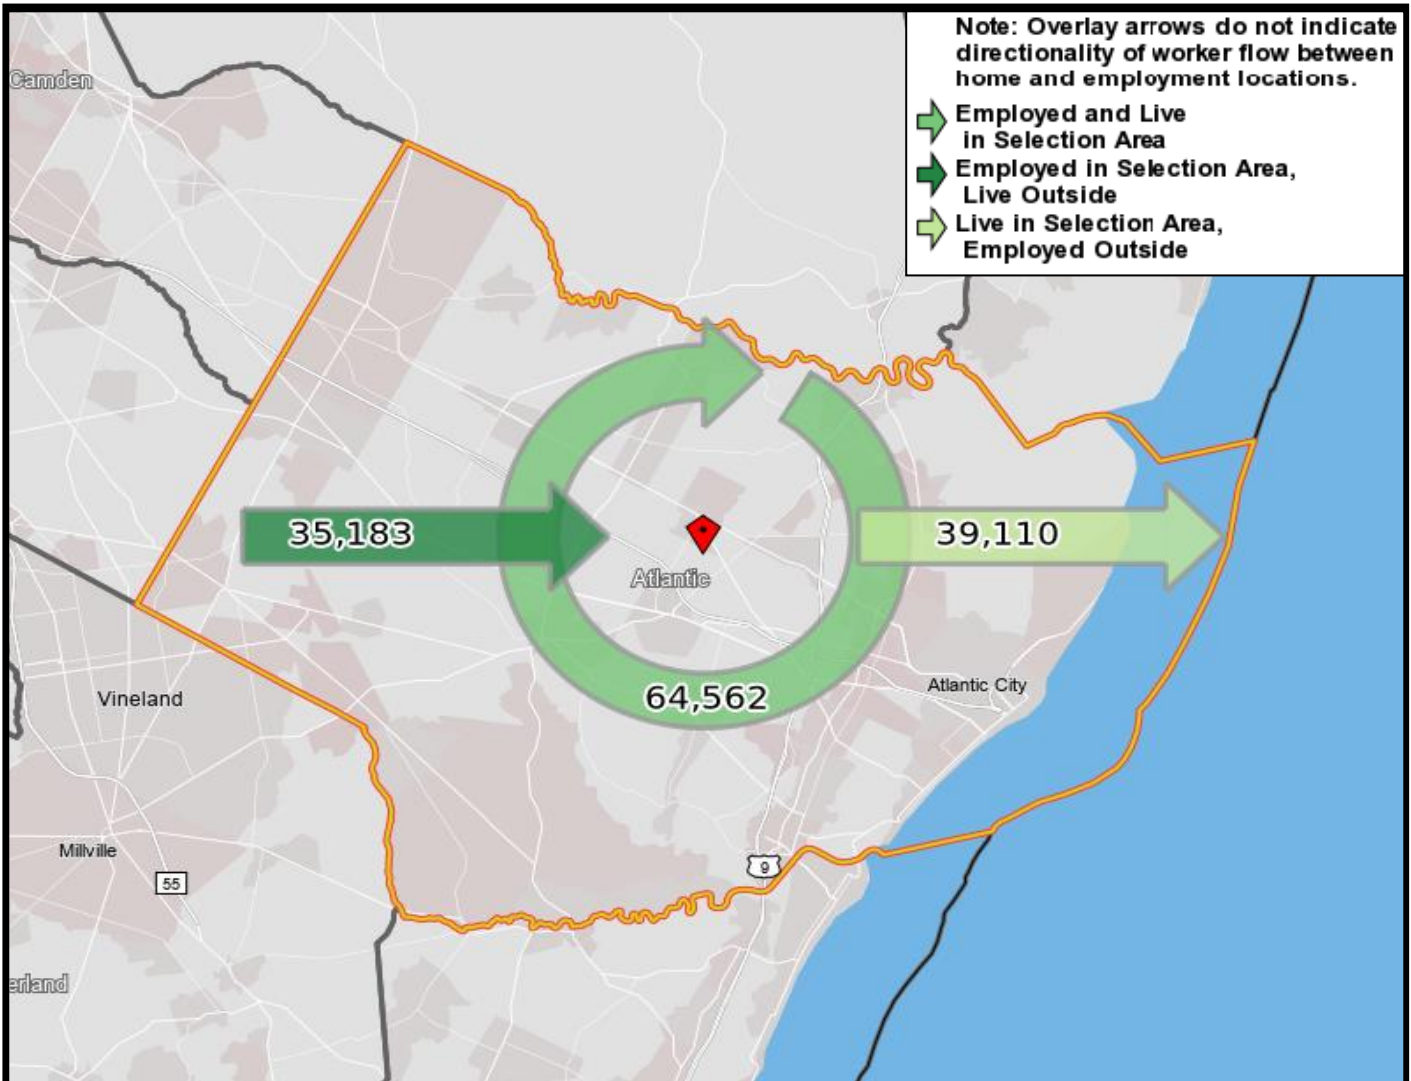 Note: Overlay arrows do not indicate
directionality of worker flow between
home and employment locations.
Employed and Live
in Selection Area
Employed in Selection Area,
Live Outside
Live in Selection Area,
Employed Outside
Camden
35,183
39,110
Atlantic
64,562
Atlantic City
Vineland
Millville
9
55
erland